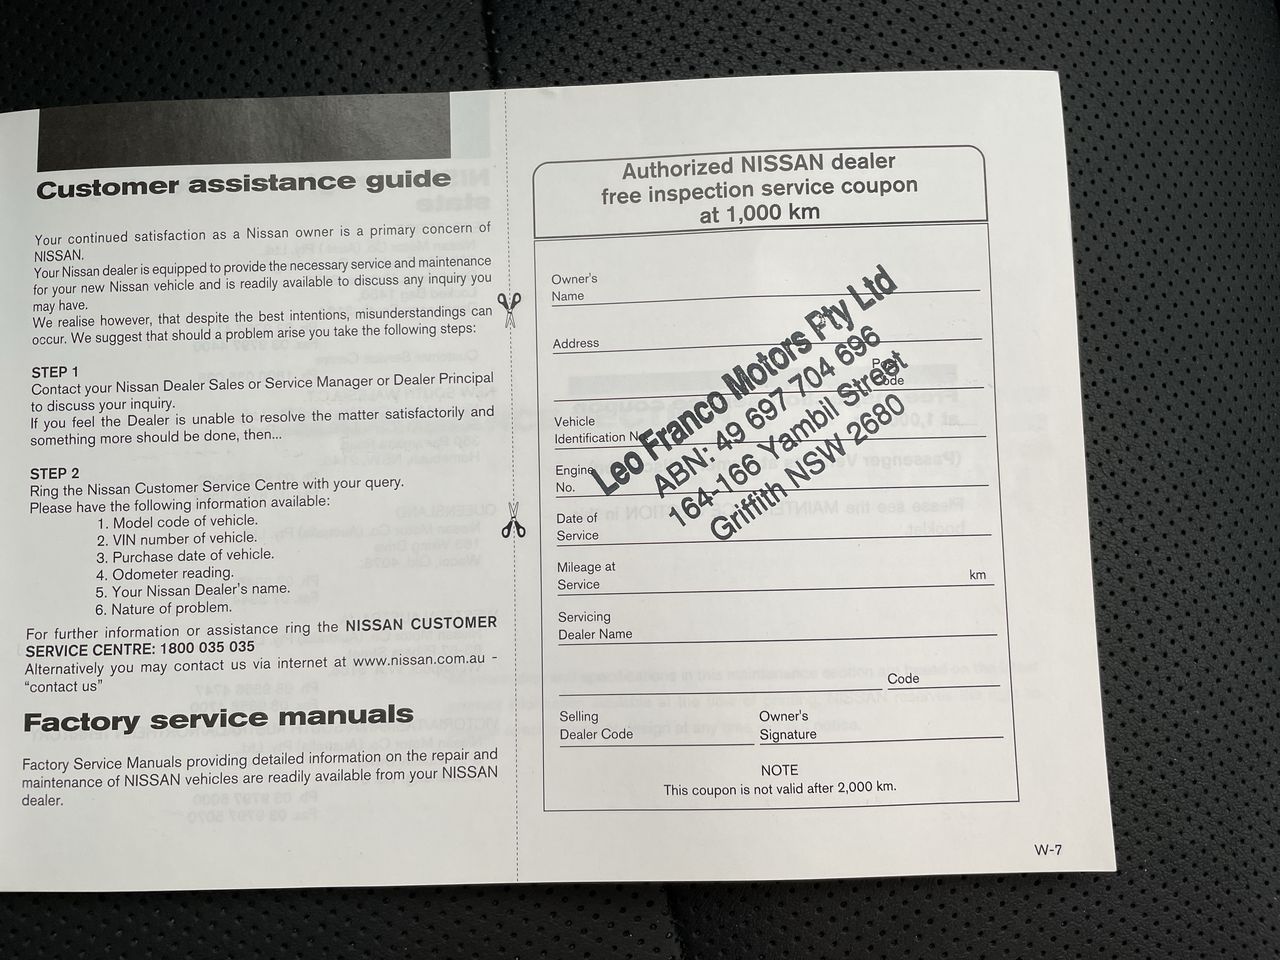 Customer assistance guide
Your continued satisfaction as a Nissan owner is a primary concern of
NISSAN.
Your Nissan dealer is equipped to provide the necessary service and maintenance
for your new Nissan vehicle and is readily available to discuss any inquiry you
may have.
We realise however, that despite the best intentions, misunderstandings can
occur. We suggest that should a problem arise you take the following steps:
STEP 1
Contact your Nissan Dealer Sales or Service Manager or Dealer Principal
to discuss your inquiry.
If you feel the Dealer is unable to resolve the matter satisfactorily and
something more should be done, then...
STEP 2
Ring the Nissan Customer Service Centre with your query.
Please have the following information available:
1. Model code of vehicle.
2. VIN number of vehicle.
3. Purchase date of vehicle.
4. Odometer reading.
5. Your Nissan Dealer's name.
6. Nature of problem.
For further information or assistance ring the NISSAN CUSTOMER
SERVICE CENTRE: 1800 035 035
Alternatively you may contact us via internet at www.nissan.com.au -
“contact us”
Factory service manuals
Factory Service Manuals providing detailed information on the repair and
maintenance of NISSAN vehicles are readily available from your NISSAN
dealer.
Authorized NISSAN dealer
free inspection service coupon
at 1,000 km
Owner's
Name
Address
Post
Code
Vehicle
Identification
Engine
No.
Date of
Service
Mileage at
Service
km
Servicing
Dealer Name
Code
Selling
Dealer Code
Owner's
Signature
NOTE
This coupon is not valid after 2,000 km.
Leo Franco Motors Pty Ltd
ABN: 49 697 704 696
164-166 Yambil Street
Griffith NSW 2680
W-7